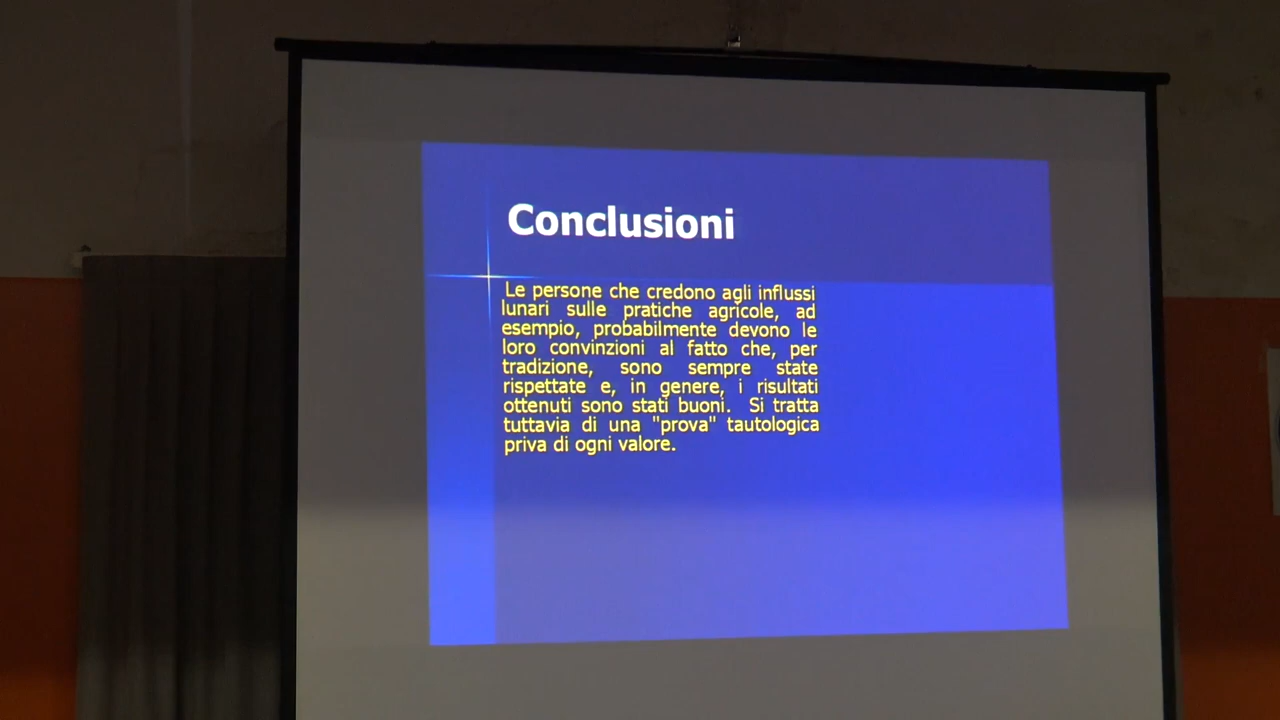 Conclusioni
Le persone che credono agli influssi
lunari sulle pratiche agricole, ad
esempio, probabilmente devono le
loro convinzioni al fatto che, per
tradizione, sono sempre state
rispettate e, in genere, i risultati
ottenuti sono stati buoni. Si tratta
tuttavia di una "prova" tautologica
priva di ogni valore.